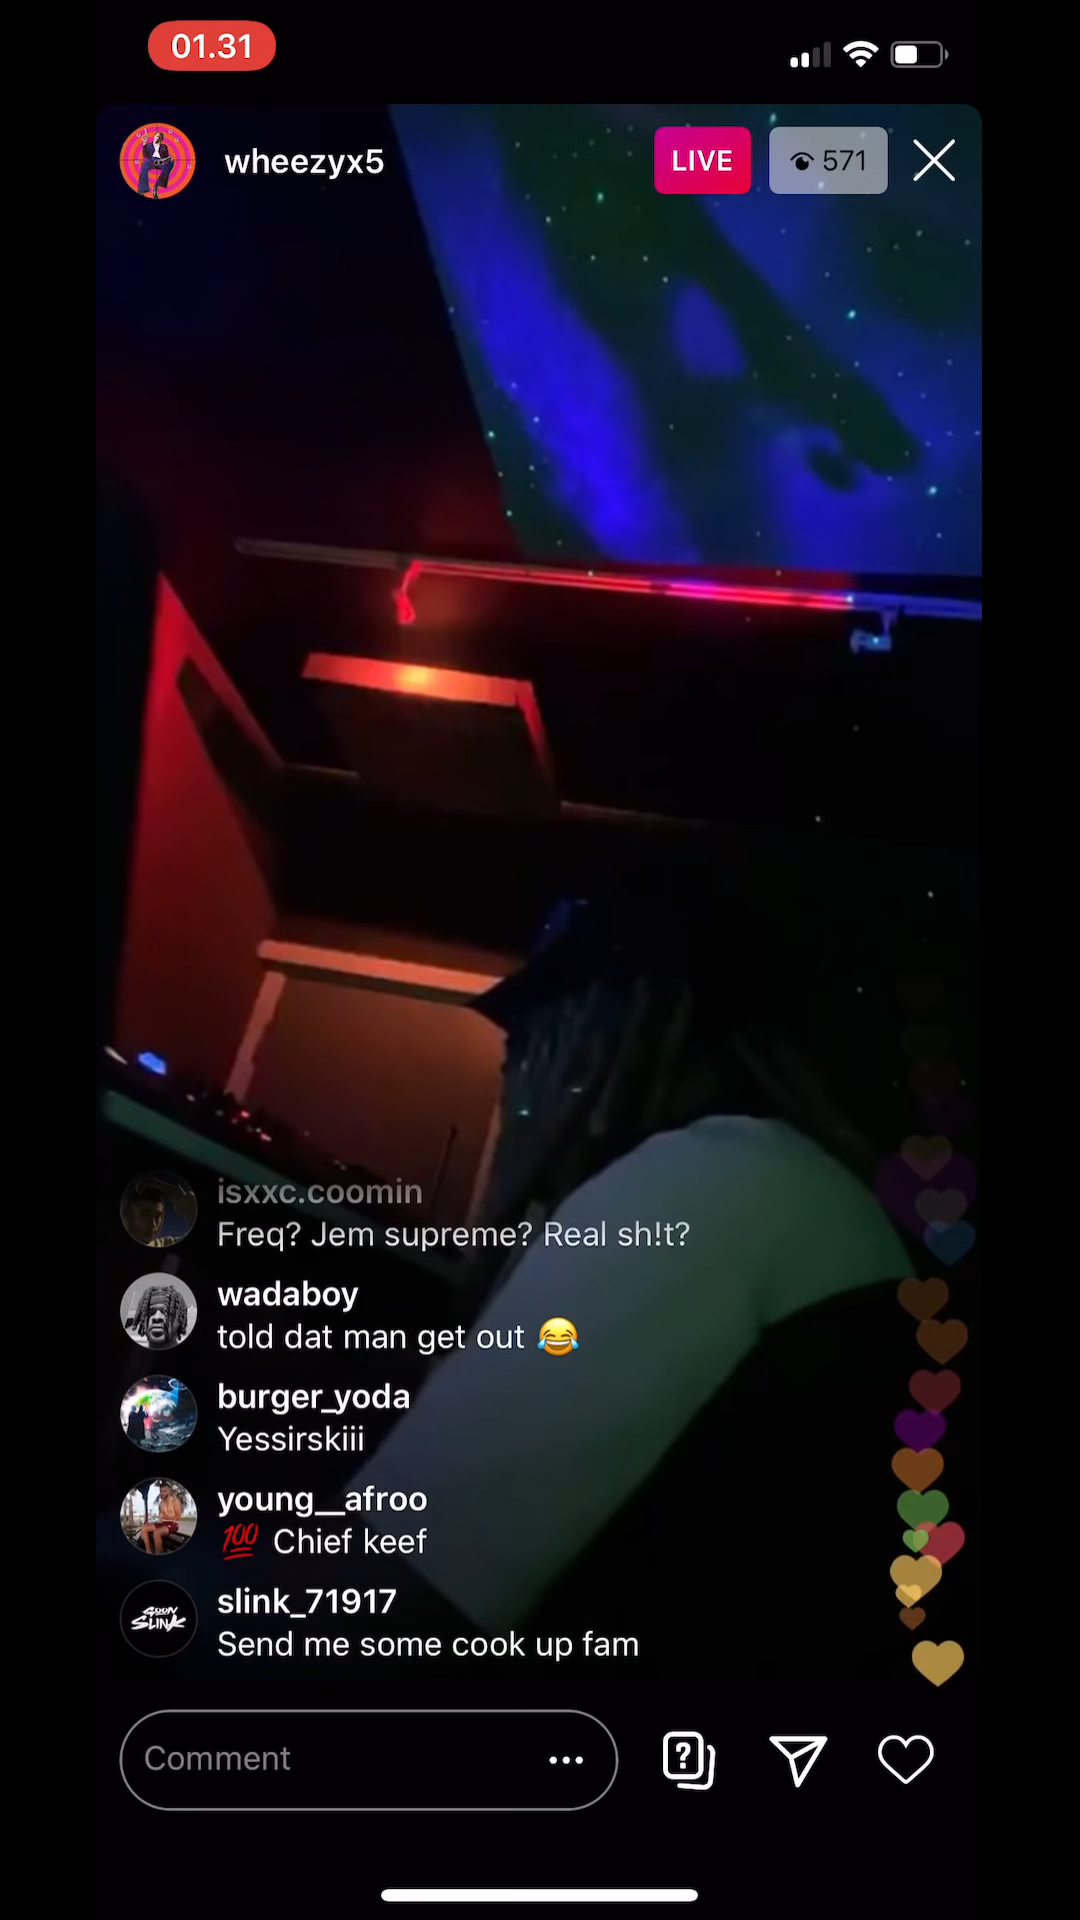 01.31
wheezyx5
LIVE
571
isxxc.coomin
Freq? Jem supreme? Real sh!t?
wadaboy
told dat man get out 😂
burger_yoda
Yessirskiii
young__afroo
💯 Chief keef
SLINK
slink_71917
Send me some cook up fam
Comment
?